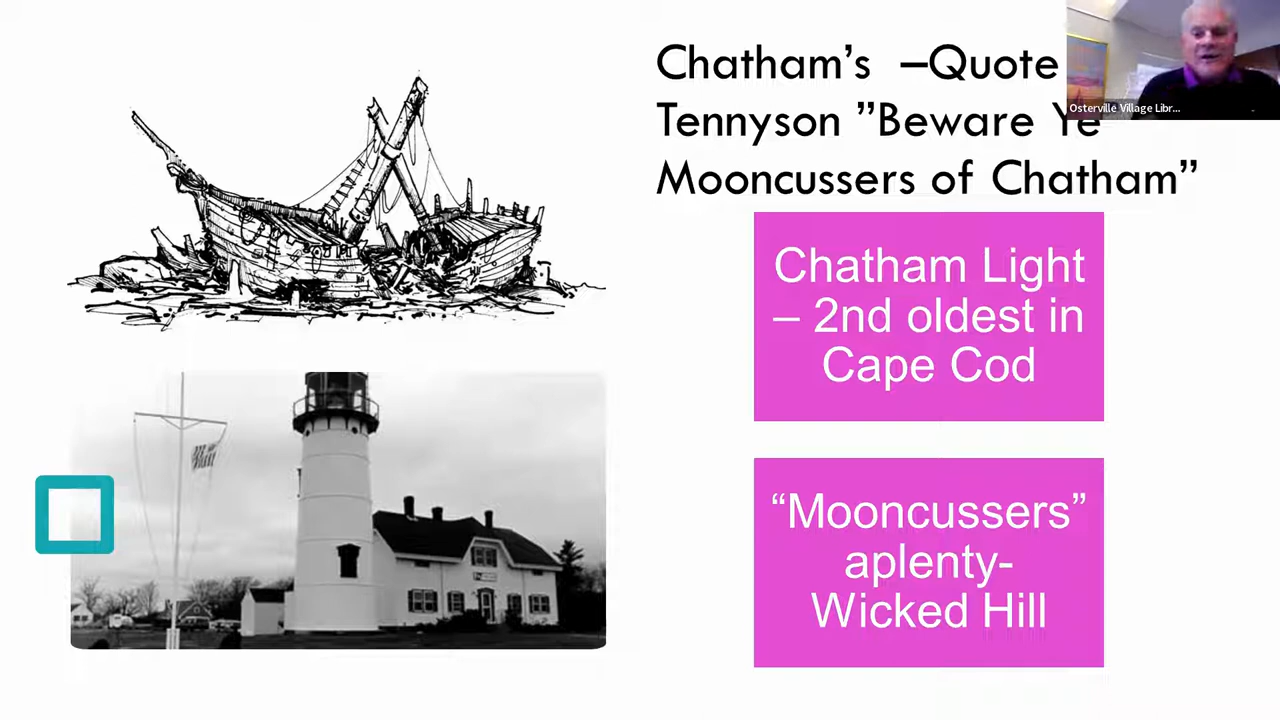 Chatham’s –Quote
Tennyson ”Beware Ye
Mooncussers of Chatham”
Osterville Village Libr...
Chatham Light
– 2nd oldest in
Cape Cod
“Mooncussers”
aplenty-
Wicked Hill